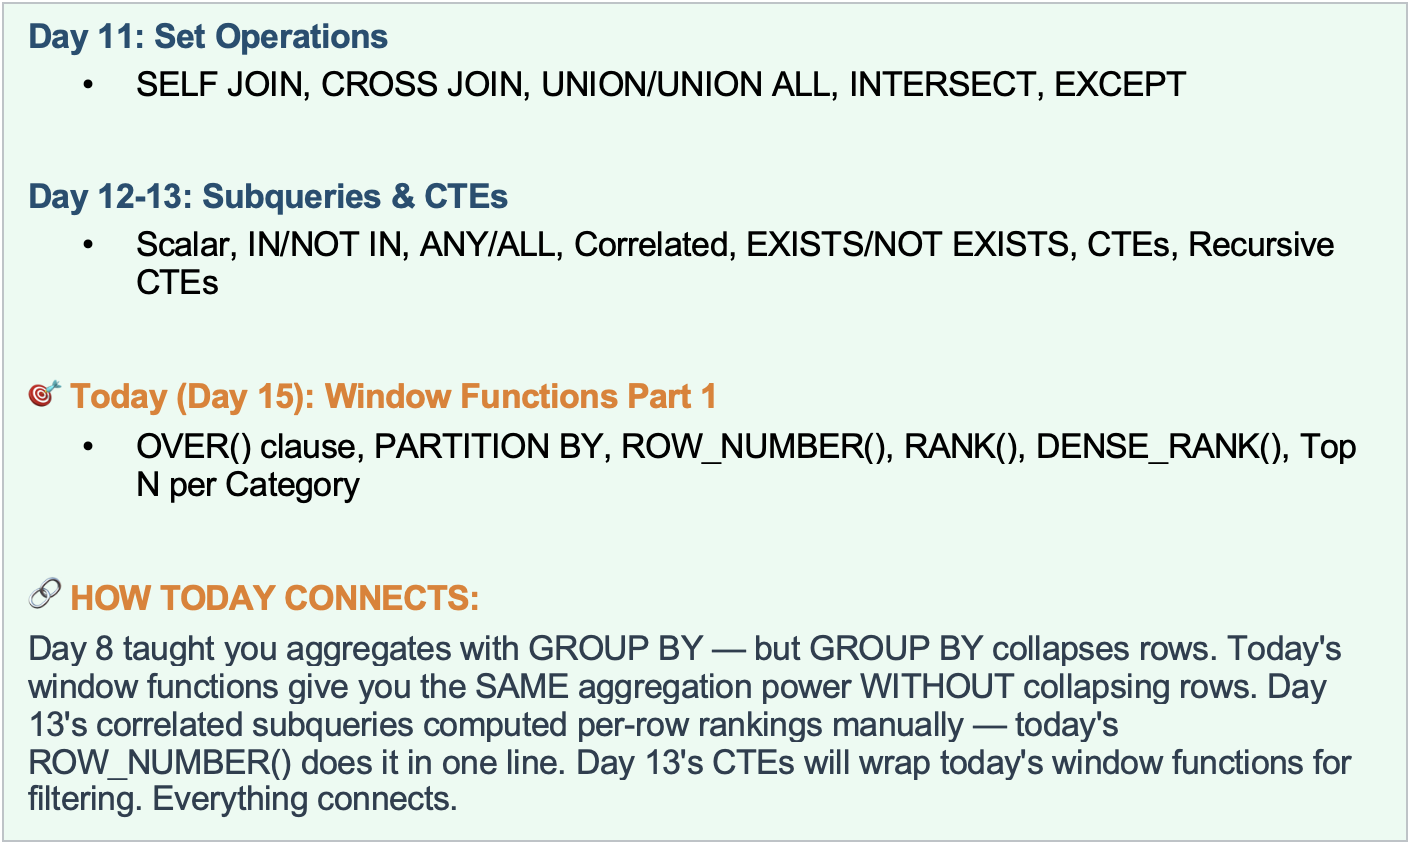 Day 11: Set Operations
• SELF JOIN, CROSS JOIN, UNION/UNION ALL, INTERSECT, EXCEPT
Day 12-13: Subqueries & CTEs
• Scalar, IN/NOT IN, ANY/ALL, Correlated, EXISTS/NOT EXISTS, CTEs, Recursive
CTEs
🎯 Today (Day 15): Window Functions Part 1
• OVER() clause, PARTITION BY, ROW_NUMBER(), RANK(), DENSE_RANK(), Top
N per Category
🔗 HOW TODAY CONNECTS:
Day 8 taught you aggregates with GROUP BY — but GROUP BY collapses rows. Today's
window functions give you the SAME aggregation power WITHOUT collapsing rows. Day
13's correlated subqueries computed per-row rankings manually — today's
ROW_NUMBER() does it in one line. Day 13's CTEs will wrap today's window functions for
filtering. Everything connects.